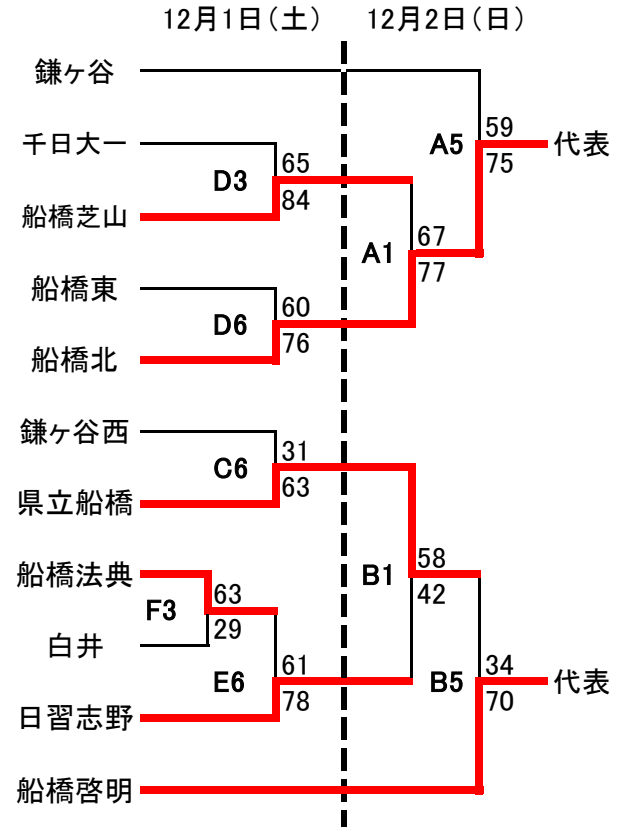 12月1日(土) 12月2日(日)
鎌ヶ谷
千日大一
船橋芝山
船橋東
船橋北
鎌ヶ谷西
県立船橋
船橋法典
白井
日習志野
船橋啓明
D3
65
84
D6
60
76
C6
31
63
F3
63
29
E6
61
78
A1
67
77
B1
58
42
A5
59
75
代表
B5
34
70
代表